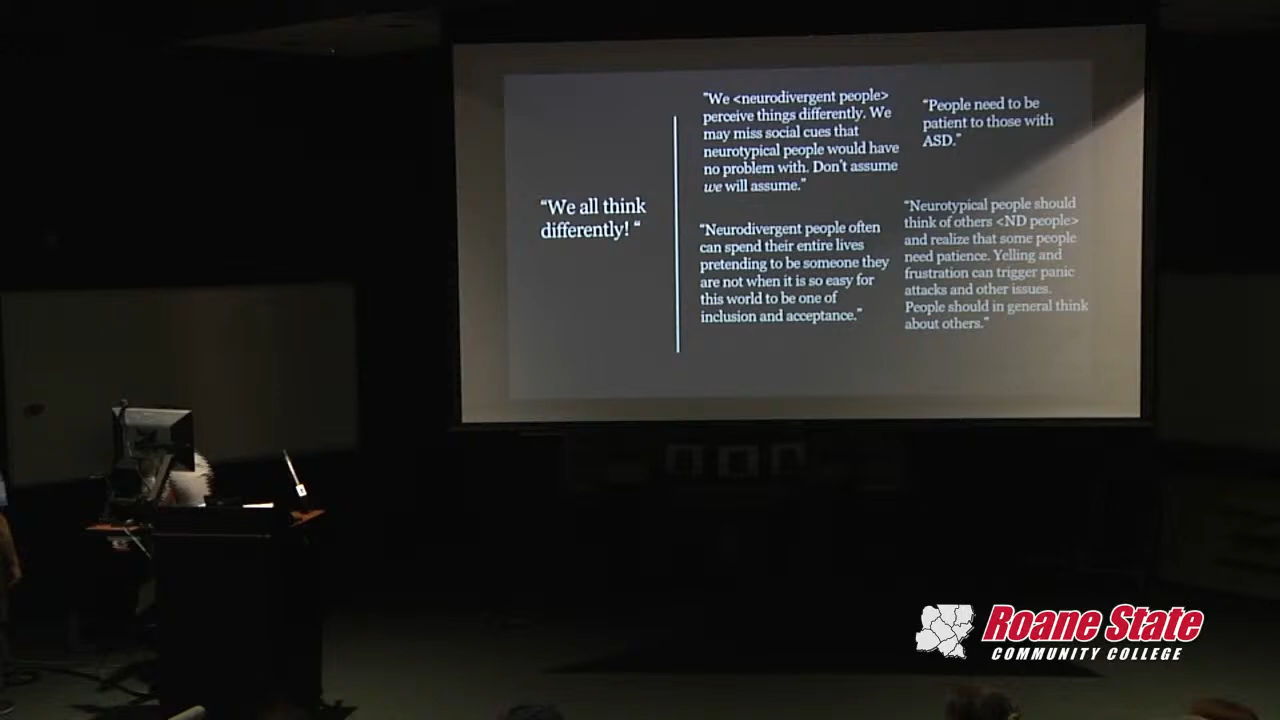 “We all think
differently! “
“We <neurodivergent people>
perceive things differently. We
may miss social cues that
neurotypical people would have
no problem with. Don’t assume
we will assume.”
“Neurodivergent people often
can spend their entire lives
pretending to be someone they
are not when it is so easy for
this world to be one of
inclusion and acceptance.”
“People need to be
patient to those with
ASD.”
“Neurotypical people should
think of others <ND people>
and realize that some people
need patience. Yelling and
frustration can trigger panic
attacks and other issues.
People should in general think
about others.”
Roane State
COMMUNITY COLLEGE